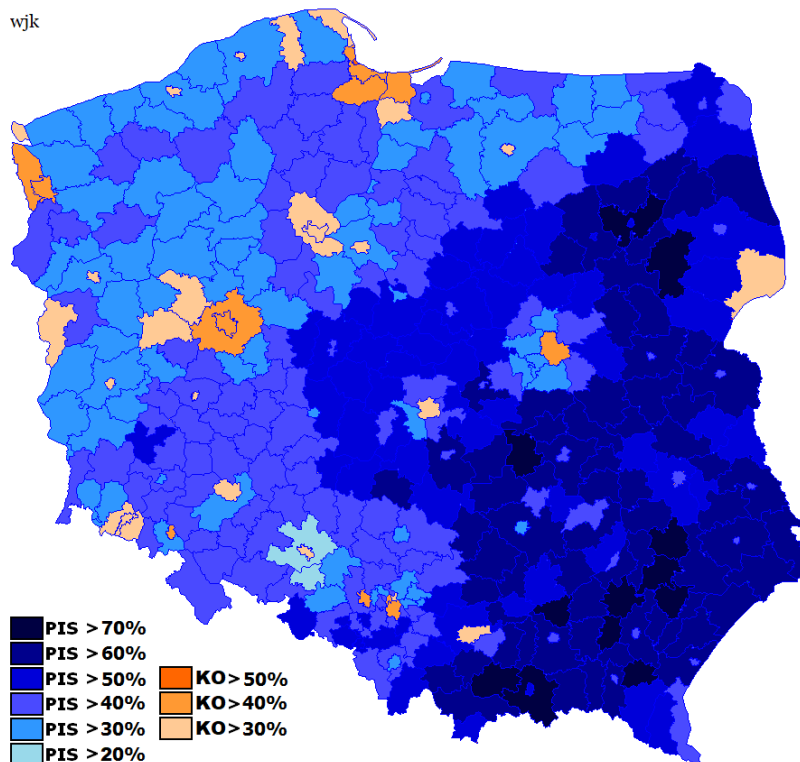 wjk
PIS >70%
PIS >60%
PIS >50%
PIS >40%
PIS >30%
PIS >20%
KO>50%
KO>40%
KO>30%